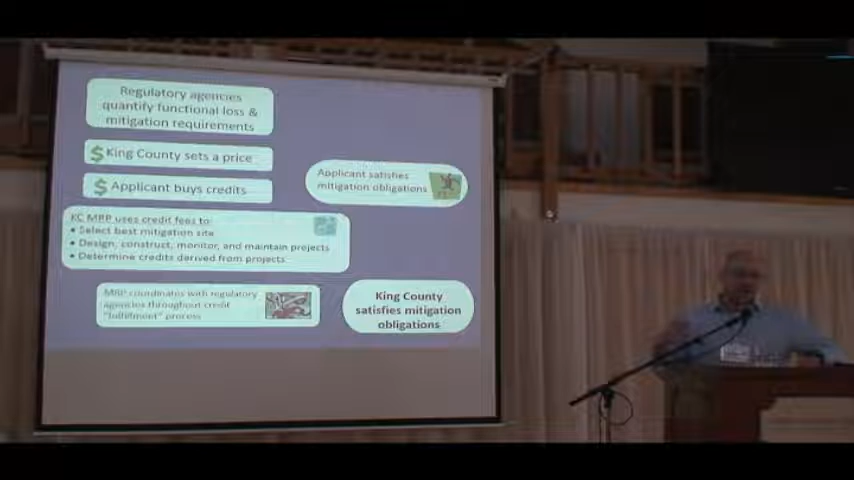 Regulatory agencies
quantify functional loss &
mitigation requirements
$ King County sets a price
$ Applicant buys credits
Applicant satisfies
mitigation obligations
KC MRP uses credit fees to:
• Select best mitigation site
• Design, construct, monitor, and maintain projects
• Determine credits derived from projects
MRP coordinates with regulatory
agencies throughout credit
"fulfillment" process
King County
satisfies mitigation
obligations